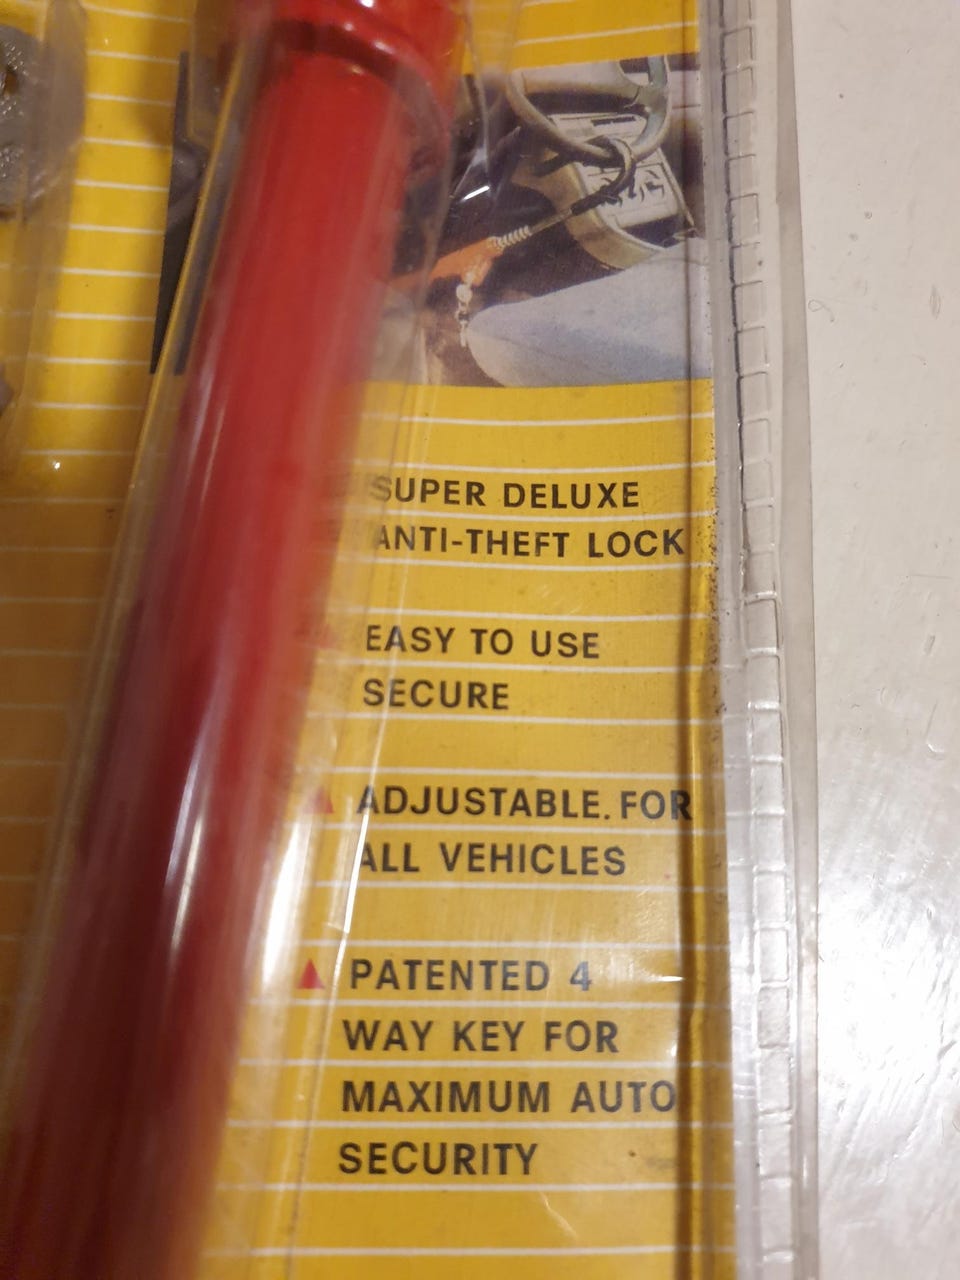 SUPER DELUXE
ANTI-THEFT LOCK
EASY TO USE
SECURE
ADJUSTABLE. FOR
ALL VEHICLES
PATENTED 4
WAY KEY FOR
MAXIMUM AUTO
SECURITY